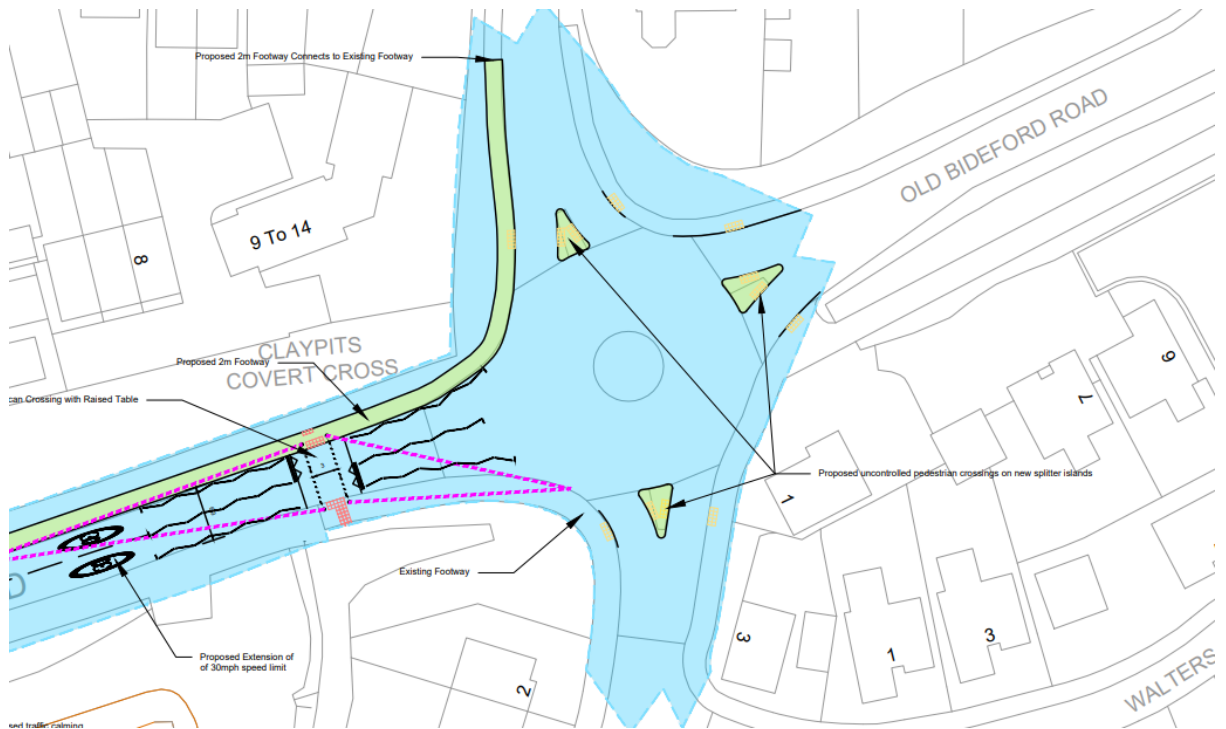 Proposed 2m Footway Connects to Existing Footway
OLD BIDEFORD ROAD
9 To 14
8
CLAYPITS
COVERT CROSS
Proposed 2m Footway
can Crossing with Raised Table
9
7
1
Proposed uncontrolled pedestrian crossings on new splitter islands
Existing Footway
Proposed Extension of
of 30mph speed limit
3
1
3
2
WALTERS
sed traffic calming